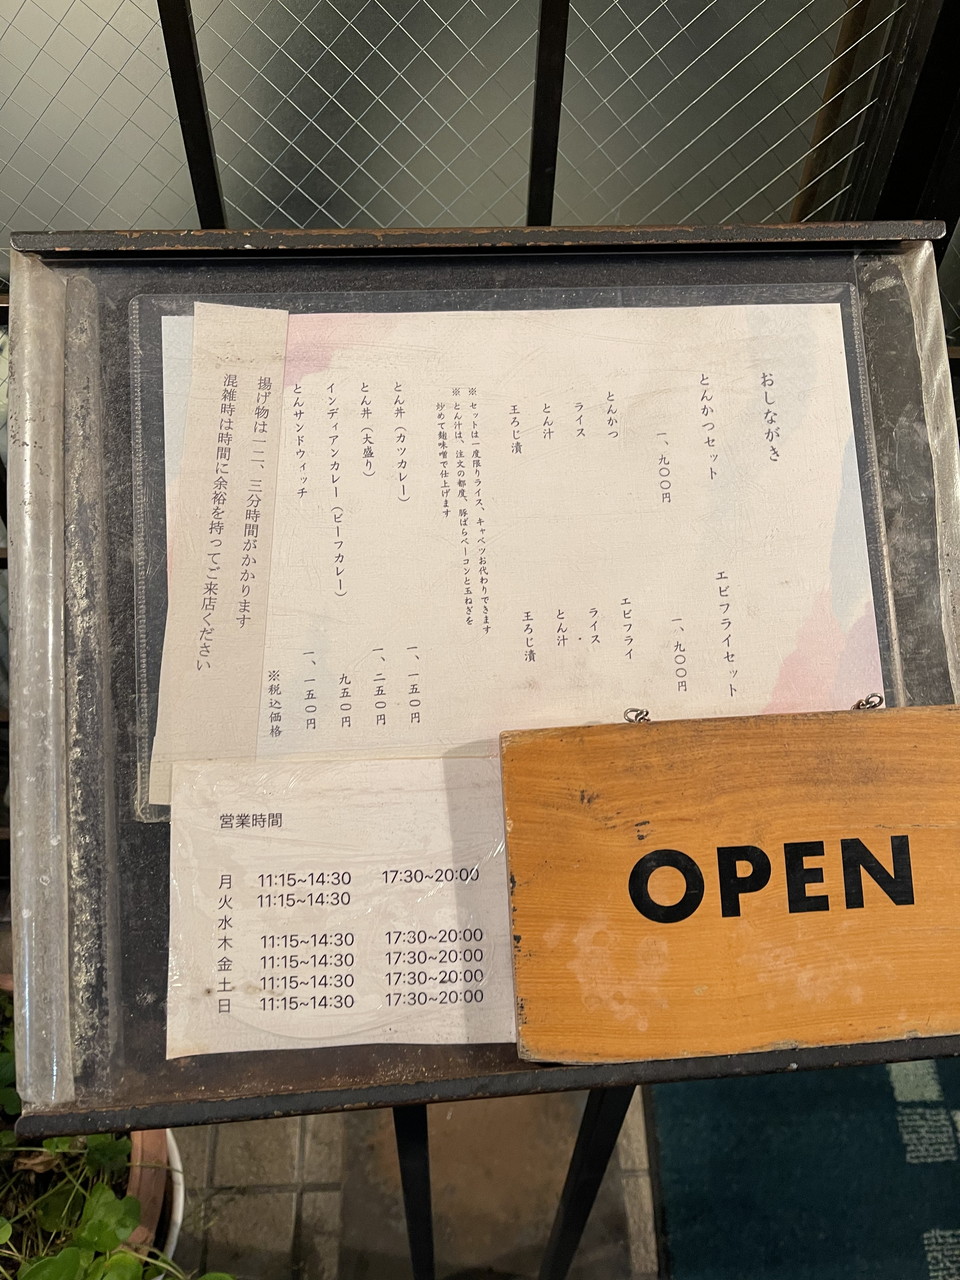 おしながき
とんかつセット
一、九〇〇円
とんかつ
ライス
とん汁
王ろじ漬
エビフライセット
一、九〇〇円
エビフライ
ライス
とん汁
王ろじ漬
※ セットは一度限りライス、キャベツお代わりできます
※ とん汁は、注文の都度、豚ばらベーコンと玉ねぎを
炒めて麹味噌で仕上げます
とん丼（カツカレー） 一、一五〇円
とん丼（大盛り） 一、二五〇円
インディアンカレー（ビーフカレー） 九五〇円
とんサンドウィッチ 一、一五〇円
※税込価格
揚げ物は一二、三分時間がかかります
混雑時は時間に余裕を持ってご来店ください
営業時間
月 11:15~14:30 17:30~20:00
火 11:15~14:30
水
木 11:15~14:30 17:30~20:00
金 11:15~14:30 17:30~20:00
土 11:15~14:30 17:30~20:00
日 11:15~14:30 17:30~20:00
OPEN